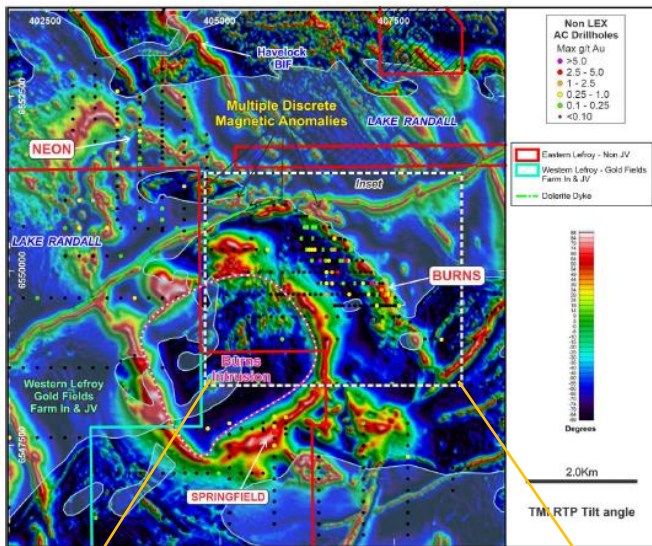 402500
405000
407500
Havelock
BIF
6552500
Multiple Discrete
Magnetic Anomalies
LAKE RANDALL
NEON
Inset
LAKE RANDALL
6550000
BURNS
Burns
Intrusion
Western Lefroy
Gold Fields
Farm In & JV
6547500
SPRINGFIELD
Non LEX
AC Drillholes
Max g/t Au
>5.0
2.5 - 5.0
1 - 2.5
0.25 - 1.0
0.1 - 0.25
<0.10
Eastern Lefroy - Non JV
Western Lefroy - Gold Fields
Farm In & JV
Dolerite Dyke
Degrees
2.0Km
TMI RTP Tilt angle